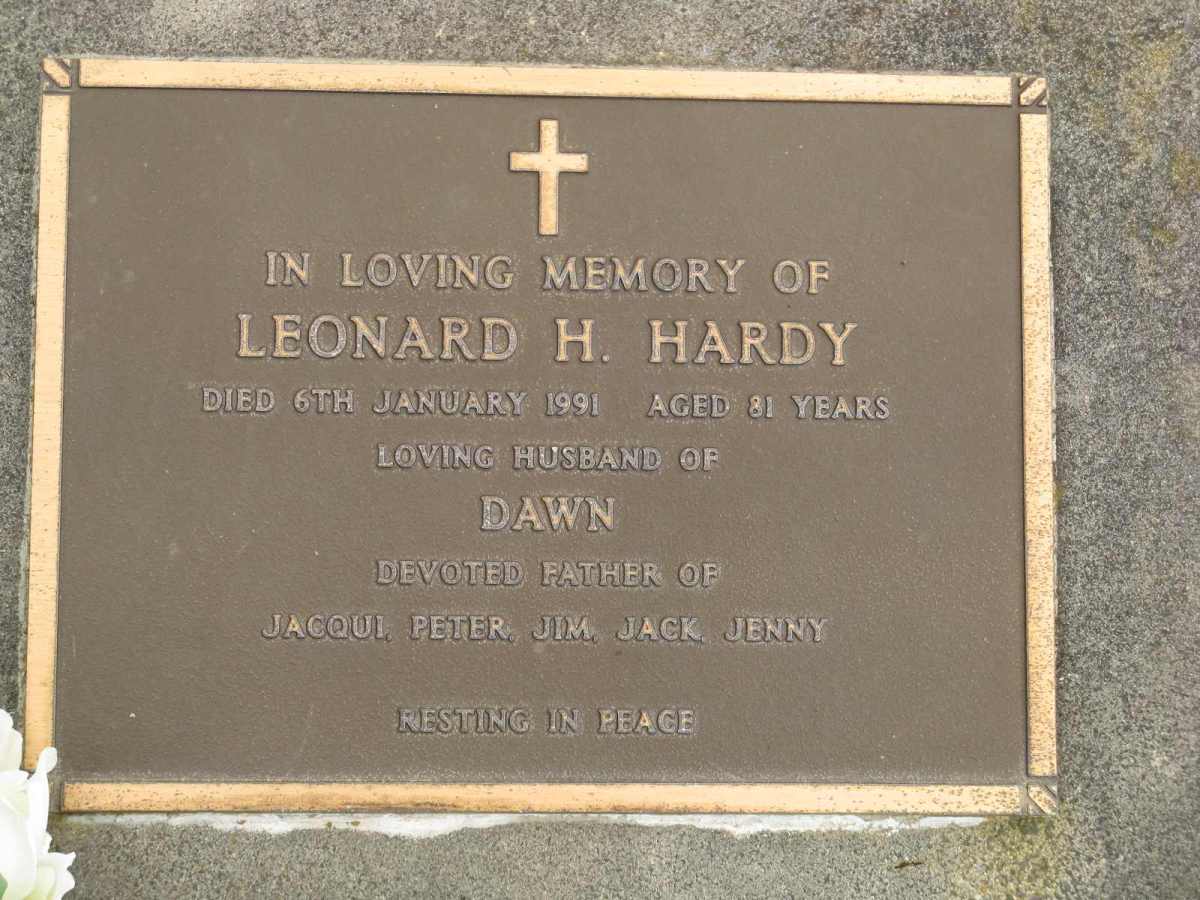 IN LOVING MEMORY OF
LEONARD H. HARDY
DIED 6TH JANUARY 1991 AGED 81 YEARS
LOVING HUSBAND OF
DAWN
DEVOTED FATHER OF
JACQUI, PETER, JIM, JACK, JENNY
RESTING IN PEACE